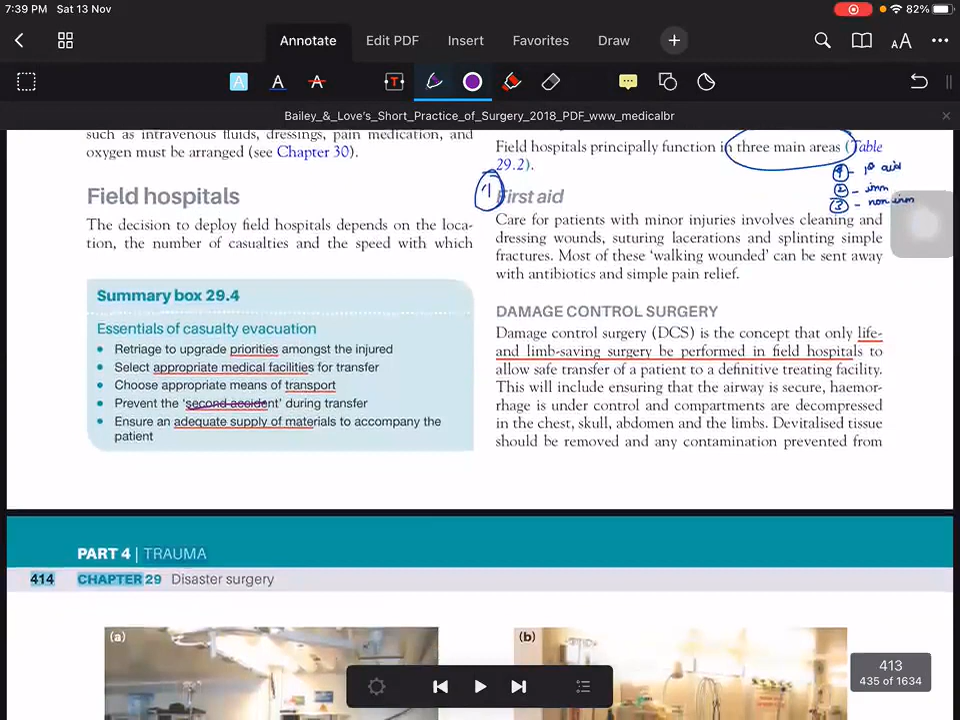 7:39 PM Sat 13 Nov
82%
Annotate Edit PDF Insert Favorites Draw
Bailey_&_Love's_Short_Practice_of_Surgery_2018_PDF_www_medicalbr
such as intravenous fluids, dressings, pain medication, and
oxygen must be arranged (see Chapter 30).
Field hospitals
The decision to deploy field hospitals depends on the loca-
tion, the number of casualties and the speed with which
Summary box 29.4
Essentials of casualty evacuation
• Retriage to upgrade priorities amongst the injured
• Select appropriate medical facilities for transfer
• Choose appropriate means of transport
• Prevent the 'second accident' during transfer
• Ensure an adequate supply of materials to accompany the
patient
Field hospitals principally function in three main areas (Table
29.2).
1st aid
② - imm
③ - non imm
1
First aid
Care for patients with minor injuries involves cleaning and
dressing wounds, suturing lacerations and splinting simple
fractures. Most of these 'walking wounded' can be sent away
with antibiotics and simple pain relief.
DAMAGE CONTROL SURGERY
Damage control surgery (DCS) is the concept that only life-
and limb-saving surgery be performed in field hospitals to
allow safe transfer of a patient to a definitive treating facility.
This will include ensuring that the airway is secure, haemor-
rhage is under control and compartments are decompressed
in the chest, skull, abdomen and the limbs. Devitalised tissue
should be removed and any contamination prevented from
PART 4 | TRAUMA
414 CHAPTER 29 Disaster surgery
(a)
(b)
413
435 of 1634